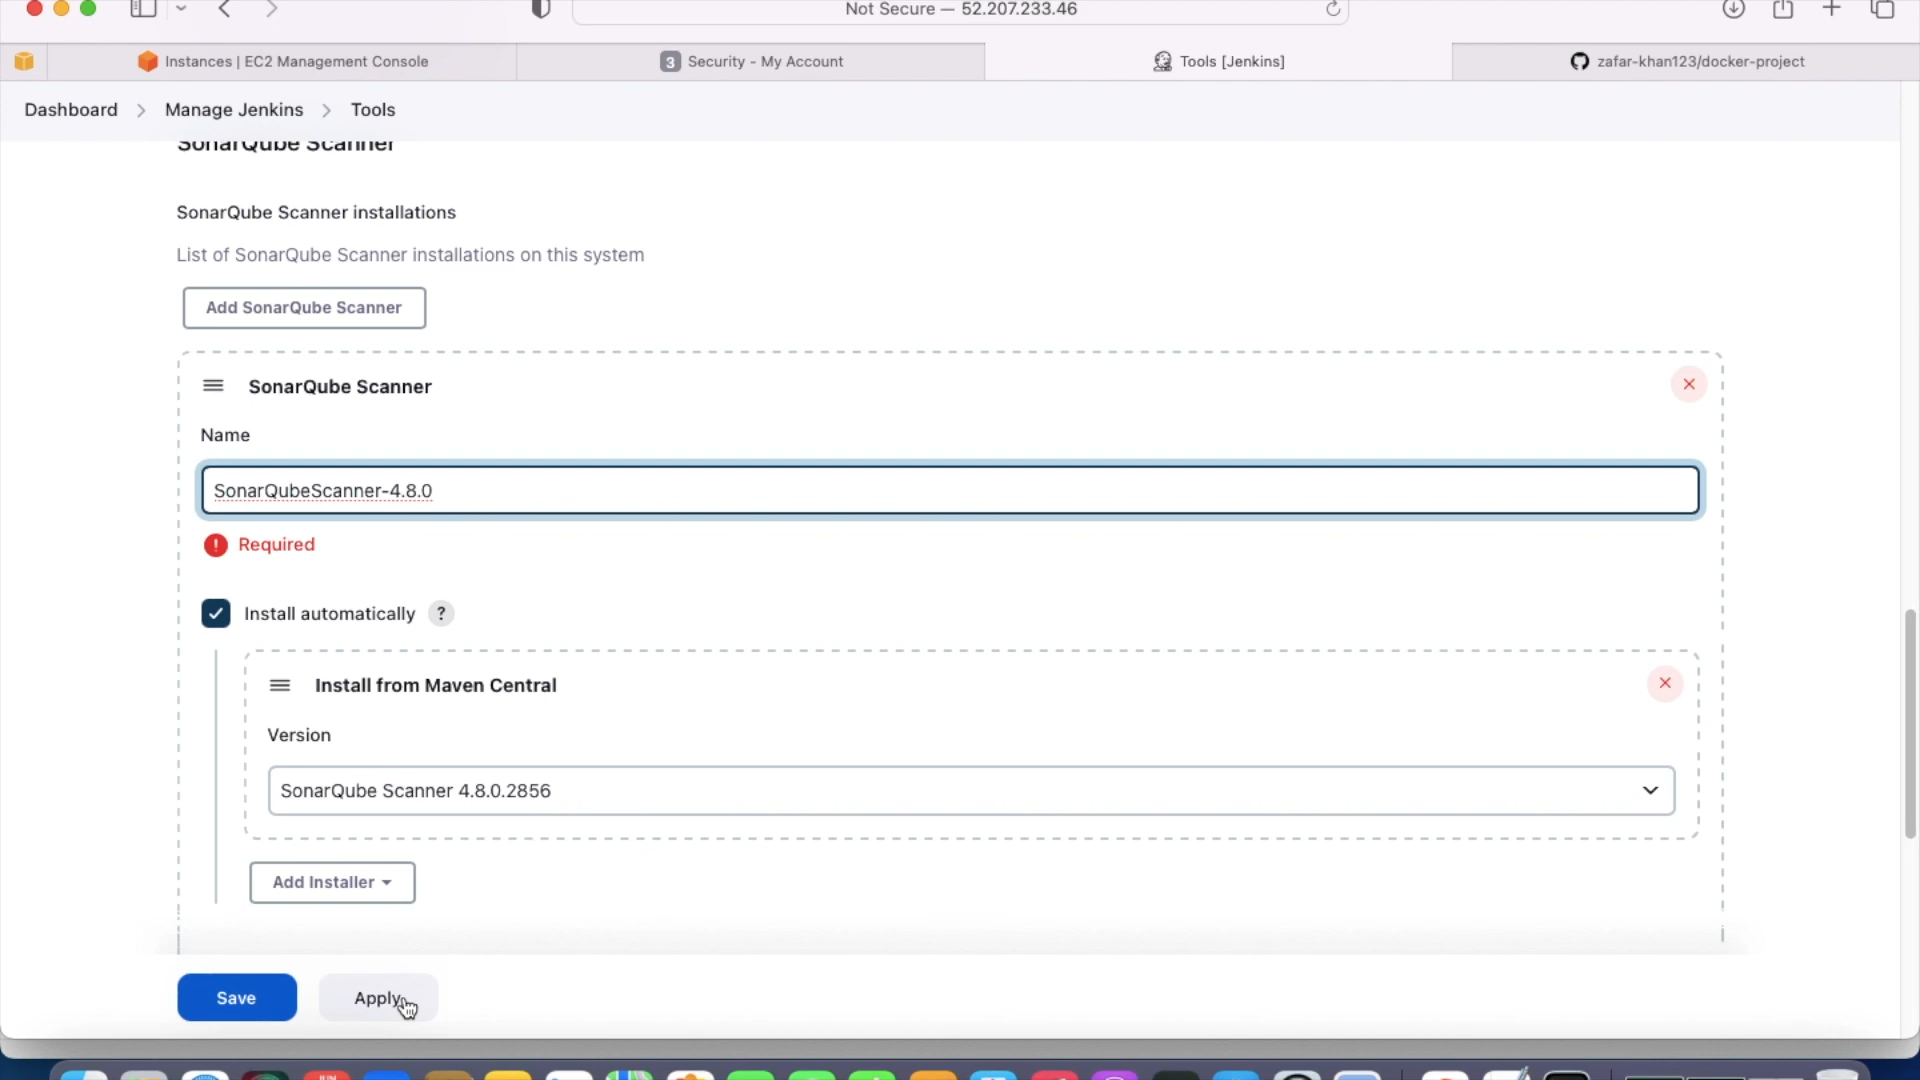 Not Secure — 52.207.233.46
Instances | EC2 Management Console
3 Security - My Account
Tools [Jenkins]
zafar-khan123/docker-project
Dashboard
Manage Jenkins
Tools
SonarQube Scanner
SonarQube Scanner installations
List of SonarQube Scanner installations on this system
Add SonarQube Scanner
SonarQube Scanner
Name
SonarQubeScanner-4.8.0
! Required
Install automatically ?
Install from Maven Central
Version
SonarQube Scanner 4.8.0.2856
Add Installer
Save
Apply
JUN